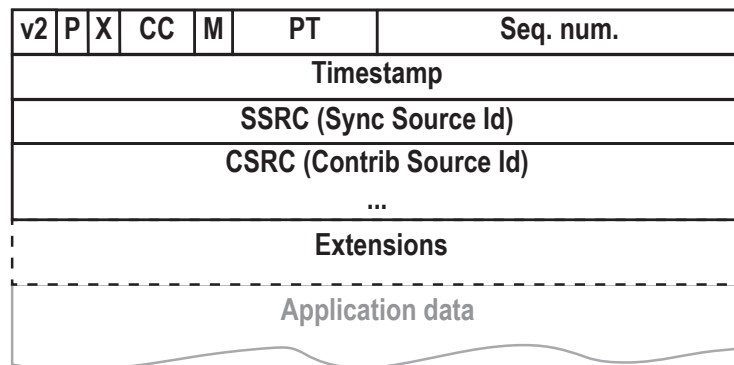 v2 P X CC M PT Seq. num.
Timestamp
SSRC (Sync Source Id)
CSRC (Contrib Source Id)
...
Extensions
Application data